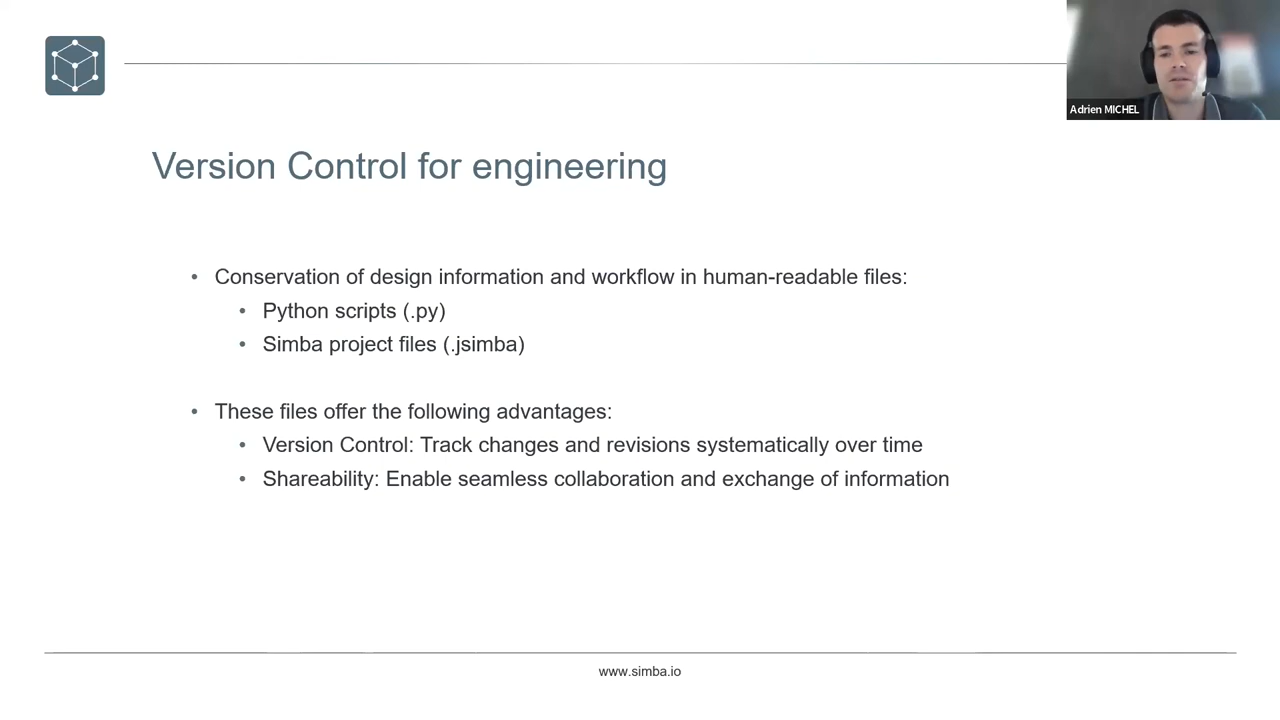 Adrien MICHEL
Version Control for engineering
• Conservation of design information and workflow in human-readable files:
• Python scripts (.py)
• Simba project files (.jsimba)
• These files offer the following advantages:
• Version Control: Track changes and revisions systematically over time
• Shareability: Enable seamless collaboration and exchange of information
www.simba.io